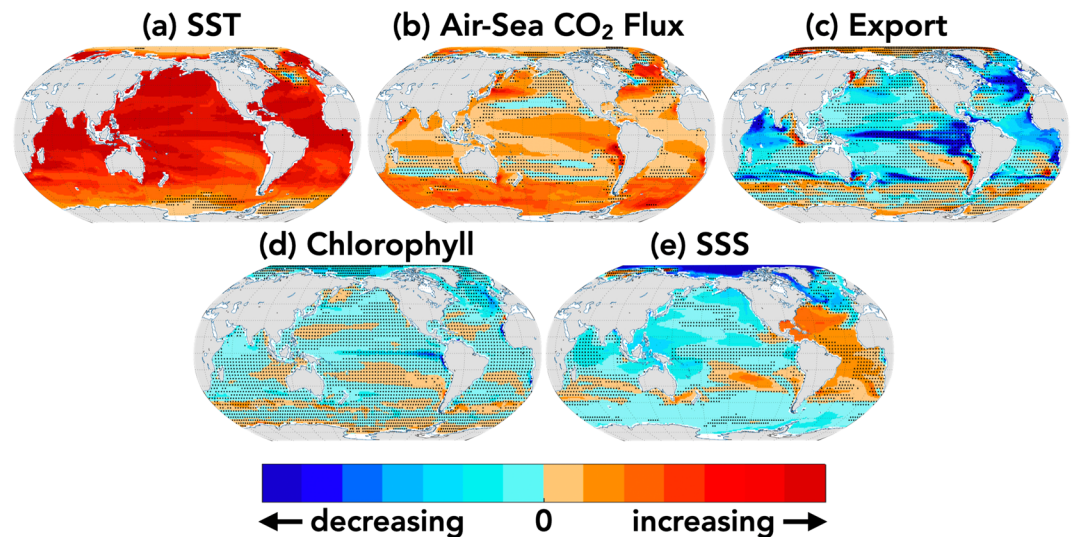 (a) SST
(b) Air-Sea CO₂ Flux
(c) Export
(d) Chlorophyll
(e) SSS
decreasing 0 increasing